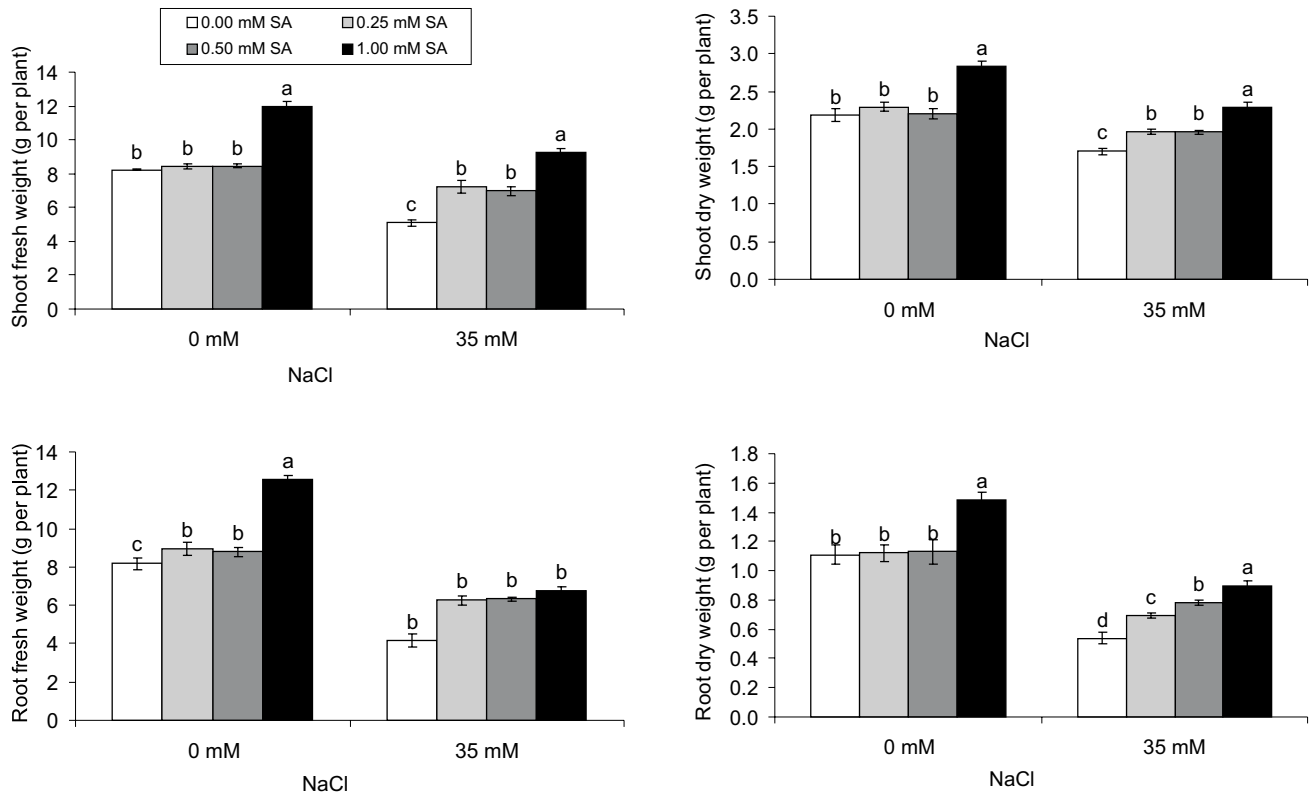 0.00 mM SA
0.25 mM SA
0.50 mM SA
1.00 mM SA
Shoot fresh weight (g per plant)
14
12
10
8
6
4
2
0
b
b
b
a
c
b
b
a
0 mM
35 mM
NaCl
Shoot dry weight (g per plant)
3.5
3.0
2.5
2.0
1.5
1.0
0.5
0.0
b
b
b
a
c
b
b
a
0 mM
35 mM
NaCl
Root fresh weight (g per plant)
14
12
10
8
6
4
2
0
c
b
b
a
b
b
b
b
0 mM
35 mM
NaCl
Root dry weight (g per plant)
1.8
1.6
1.4
1.2
1.0
0.8
0.6
0.4
0.2
0.0
b
b
b
a
d
c
b
a
0 mM
35 mM
NaCl